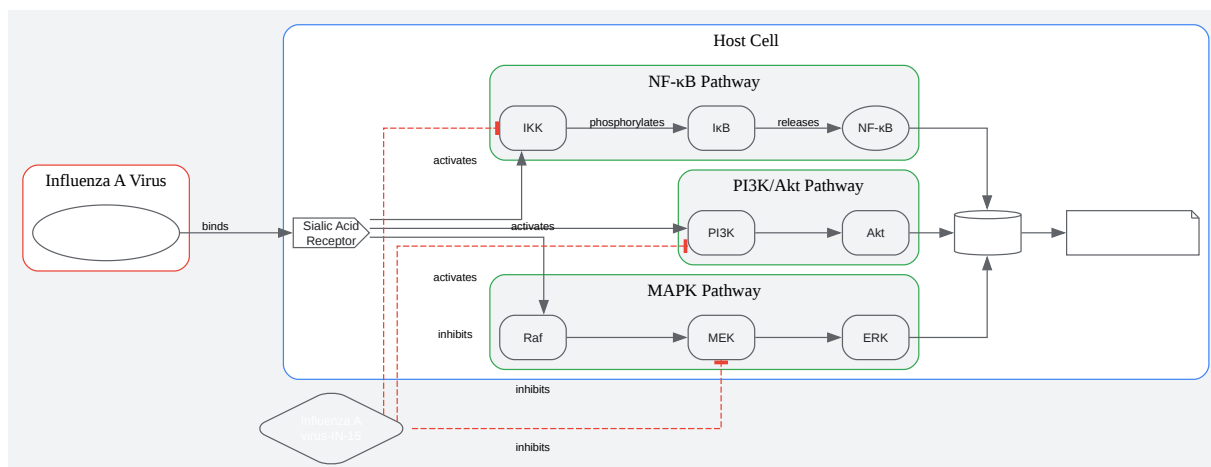 Host Cell
NF-κB Pathway
IKK
phosphorylates
IκB
releases
NF-κB
activates
Influenza A Virus
PI3K/Akt Pathway
binds
Sialic Acid
Receptor
activates
PI3K
Akt
activates
MAPK Pathway
inhibits
Raf
MEK
ERK
inhibits
Influenza A
virus-IN-15
inhibits